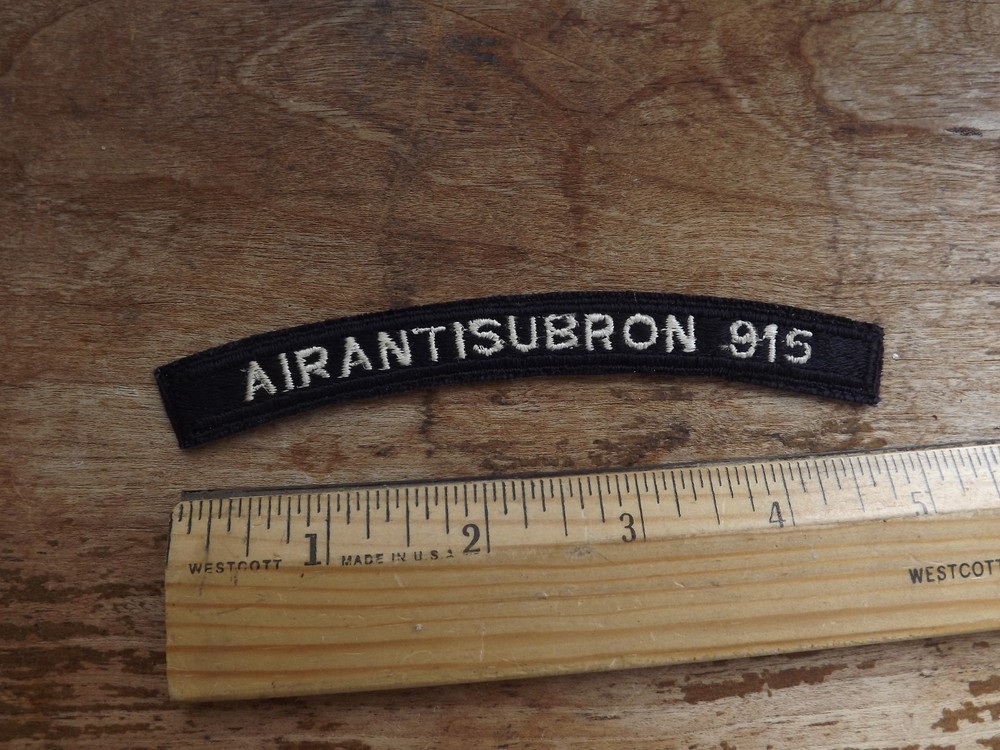 AIRANTISUBRON 915
1 2 3 4 5
WESTCOTT MADE IN U.S.A WESTCOTT